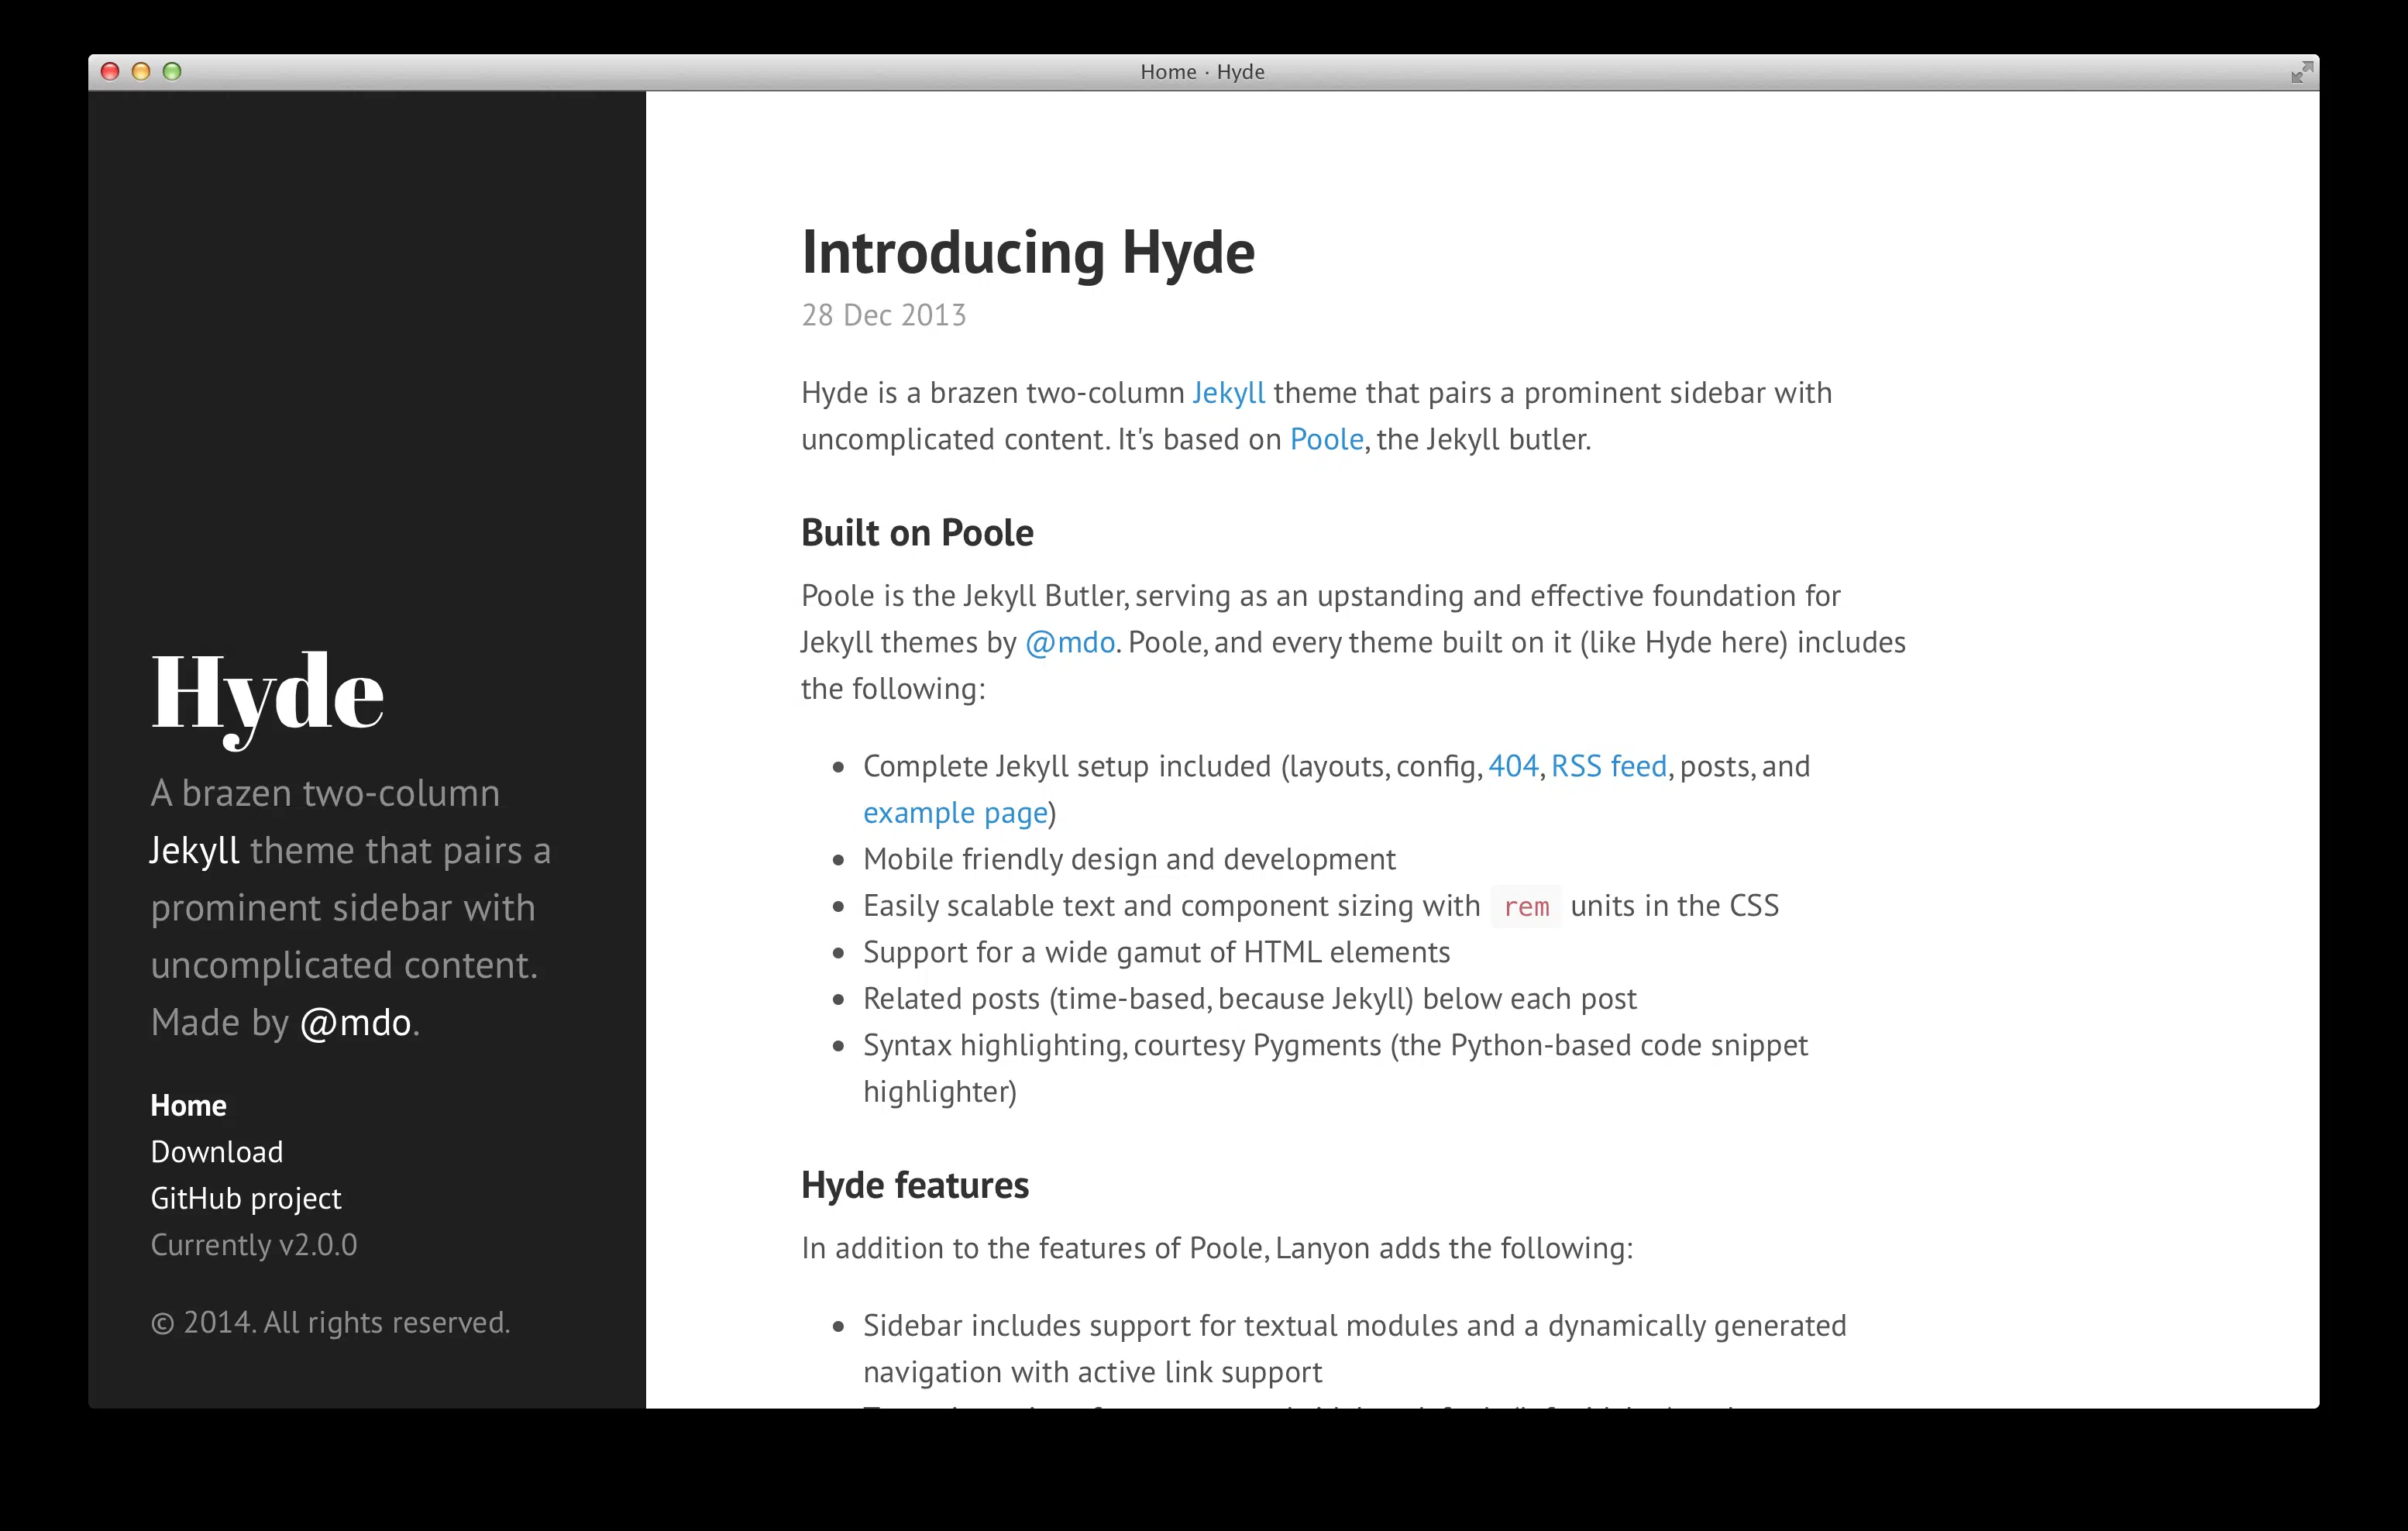 Home · Hyde
Hyde
A brazen two-column
Jekyll theme that pairs a
prominent sidebar with
uncomplicated content.
Made by @mdo.
Home
Download
GitHub project
Currently v2.0.0
© 2014. All rights reserved.
Introducing Hyde
28 Dec 2013
Hyde is a brazen two-column Jekyll theme that pairs a prominent sidebar with
uncomplicated content. It's based on Poole, the Jekyll butler.
Built on Poole
Poole is the Jekyll Butler, serving as an upstanding and effective foundation for
Jekyll themes by @mdo. Poole, and every theme built on it (like Hyde here) includes
the following:
• Complete Jekyll setup included (layouts, config, 404, RSS feed, posts, and
example page)
• Mobile friendly design and development
• Easily scalable text and component sizing with rem units in the CSS
• Support for a wide gamut of HTML elements
• Related posts (time-based, because Jekyll) below each post
• Syntax highlighting, courtesy Pygments (the Python-based code snippet
highlighter)
Hyde features
In addition to the features of Poole, Lanyon adds the following:
• Sidebar includes support for textual modules and a dynamically generated
navigation with active link support